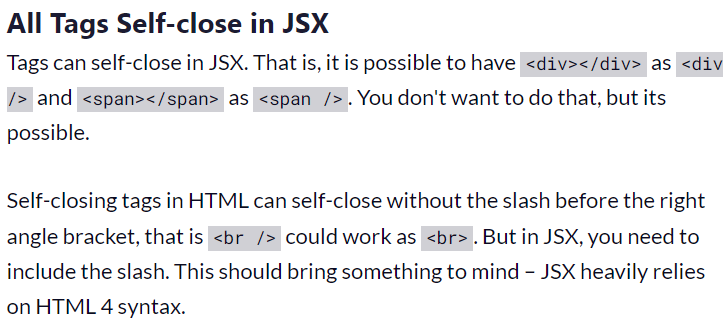 All Tags Self-close in JSX
Tags can self-close in JSX. That is, it is possible to have <div></div> as <div
/> and <span></span> as <span />. You don't want to do that, but its
possible.
Self-closing tags in HTML can self-close without the slash before the right
angle bracket, that is <br /> could work as <br>. But in JSX, you need to
include the slash. This should bring something to mind – JSX heavily relies
on HTML 4 syntax.